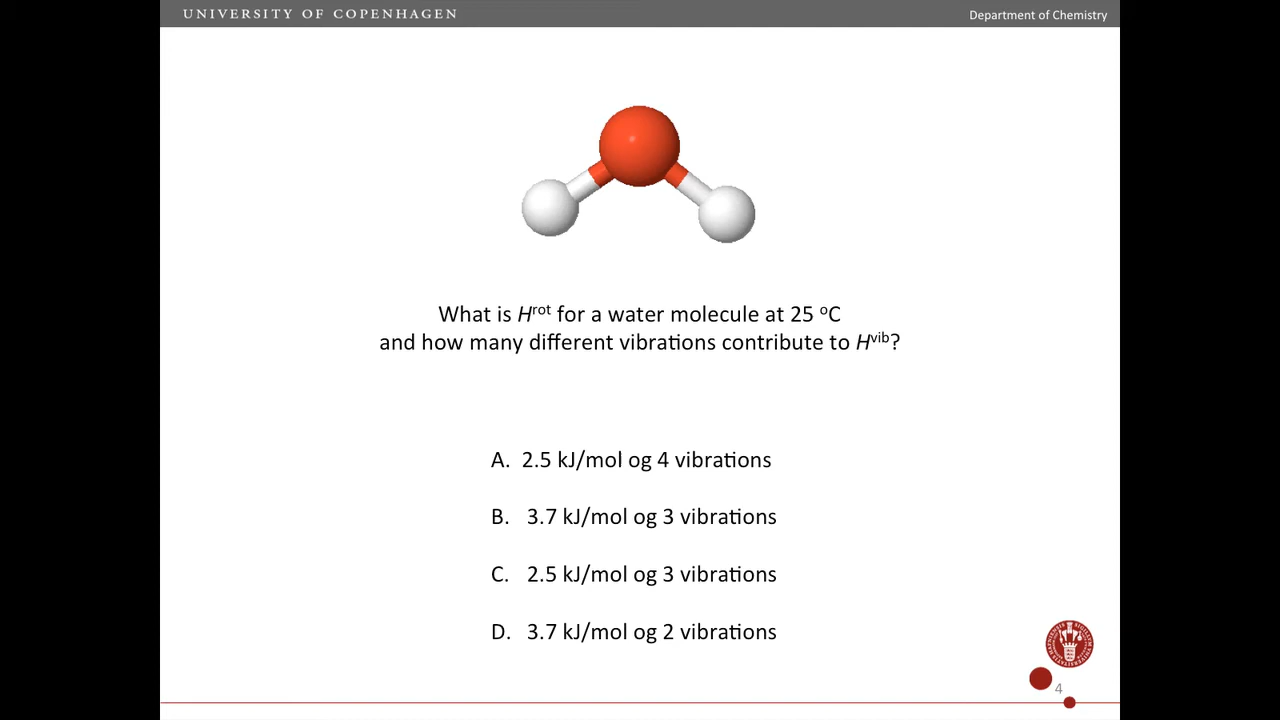 UNIVERSITY OF COPENHAGEN
Department of Chemistry
What is Hʳᵒᵗ for a water molecule at 25 ᵒC
and how many different vibrations contribute to Hᵛⁱᵇ?
A. 2.5 kJ/mol og 4 vibrations
B. 3.7 kJ/mol og 3 vibrations
C. 2.5 kJ/mol og 3 vibrations
D. 3.7 kJ/mol og 2 vibrations
4